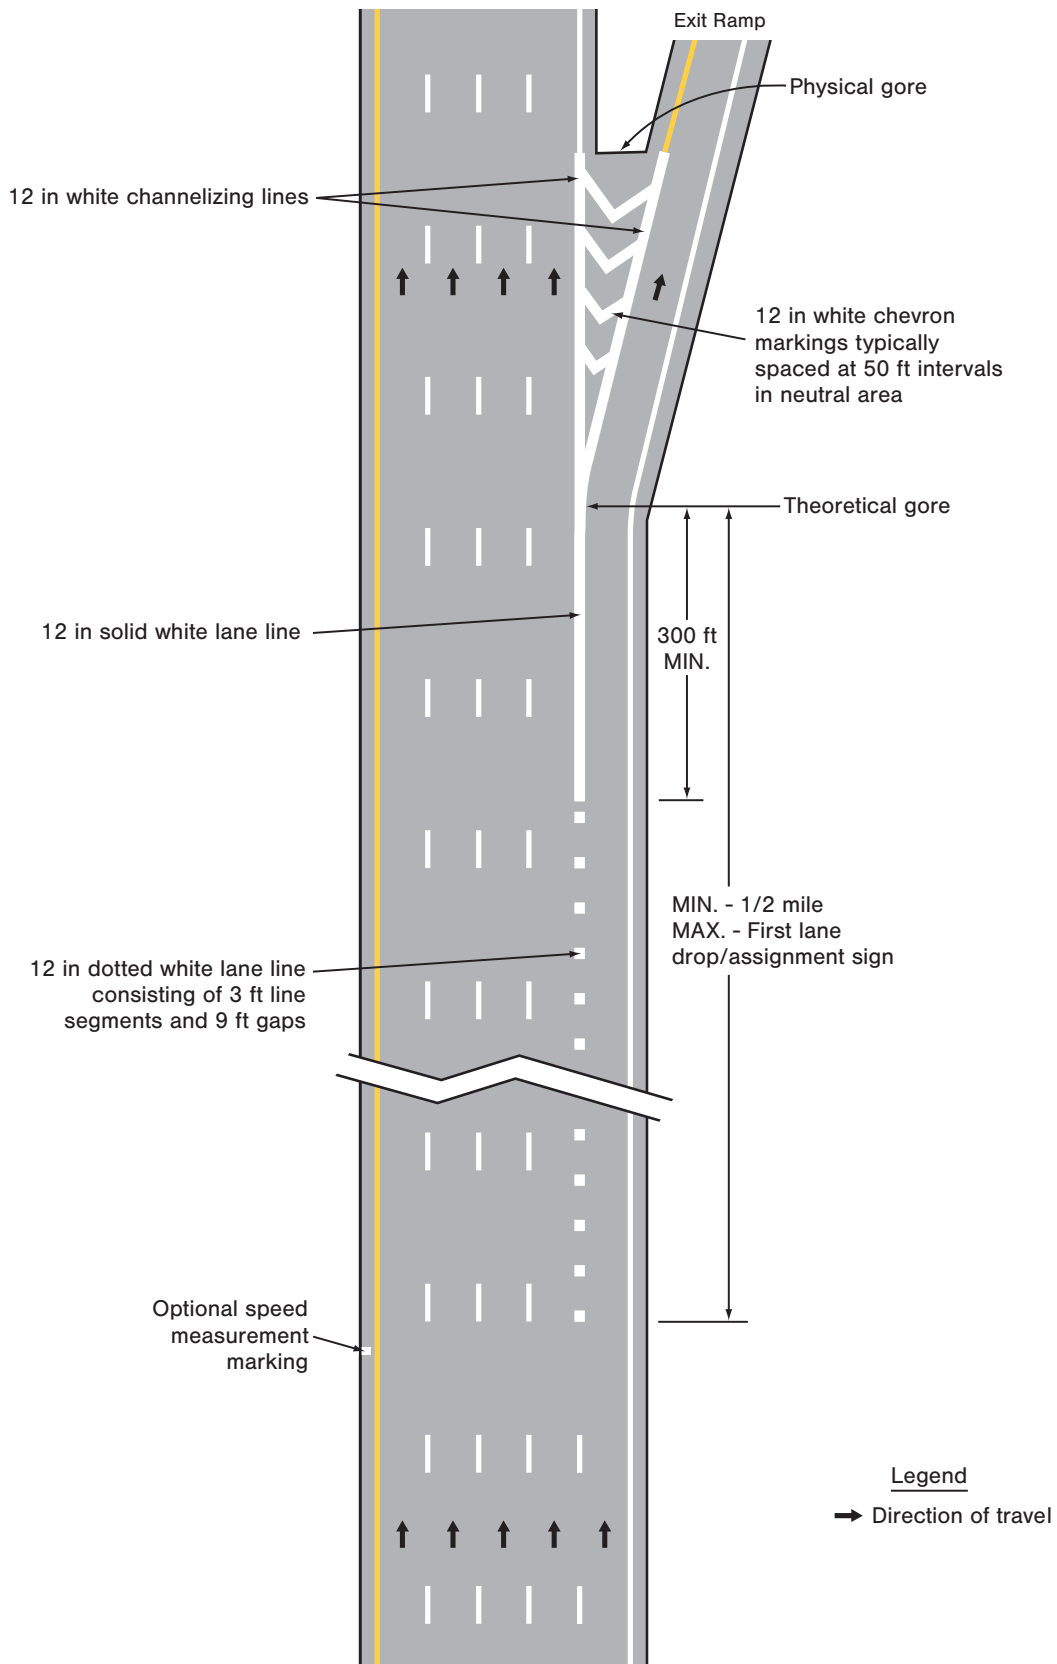 Exit Ramp
Physical gore
12 in white channelizing lines
12 in white chevron
markings typically
spaced at 50 ft intervals
in neutral area
Theoretical gore
12 in solid white lane line
300 ft
MIN.
MIN. - 1/2 mile
MAX. - First lane
drop/assignment sign
12 in dotted white lane line
consisting of 3 ft line
segments and 9 ft gaps
Optional speed
measurement
marking
Legend
Direction of travel